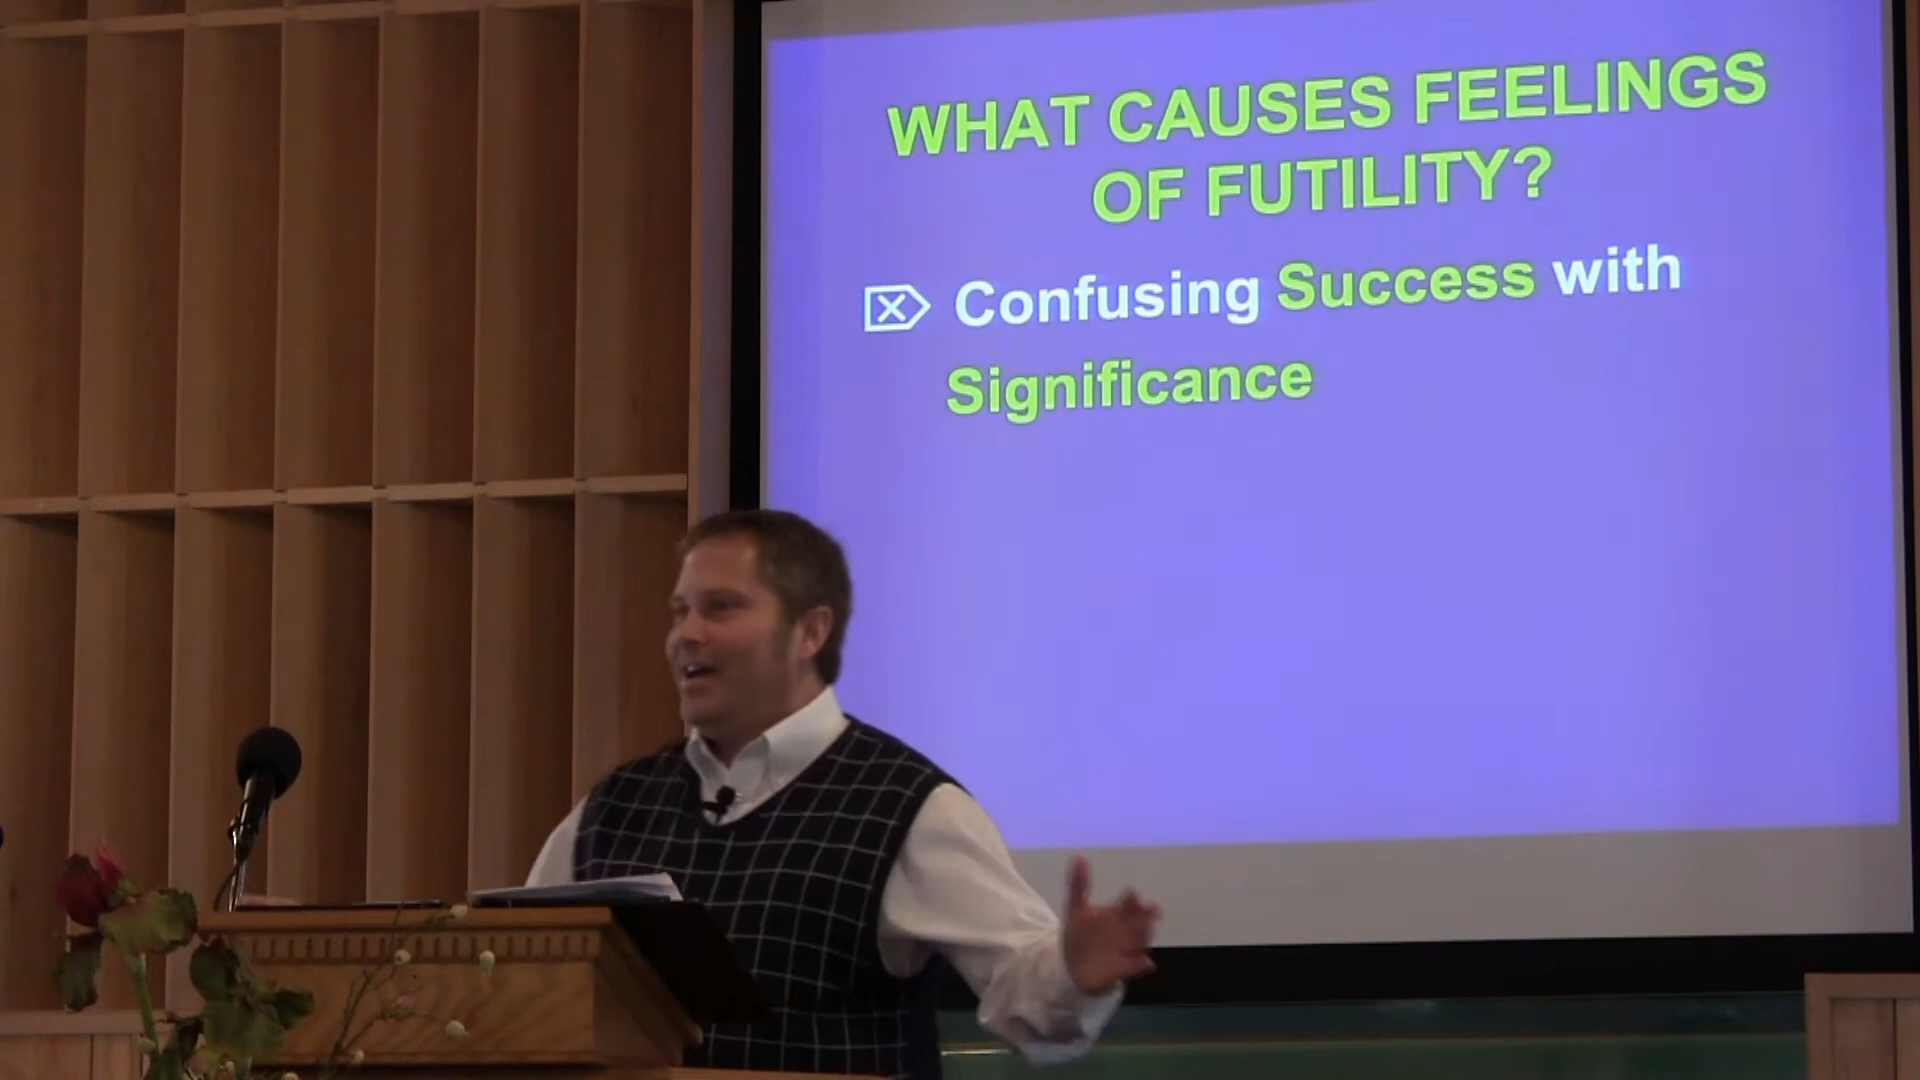 WHAT CAUSES FEELINGS
OF FUTILITY?
Confusing Success with
Significance